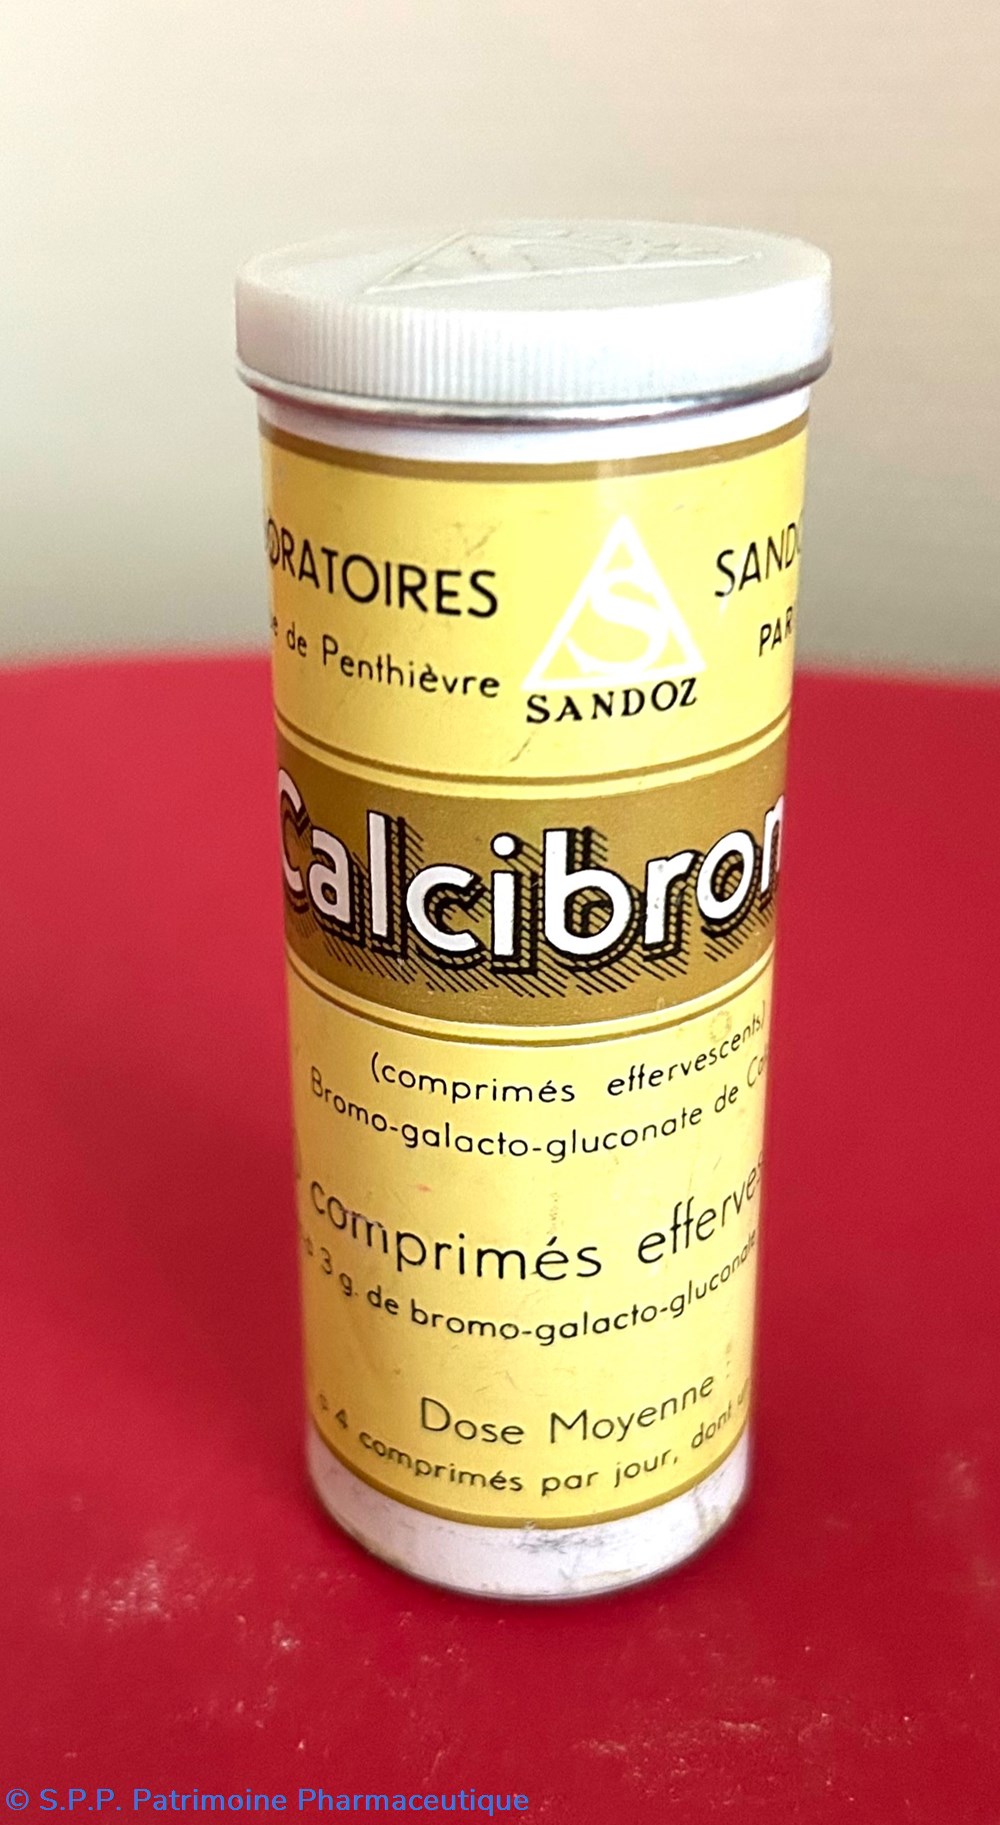 ORATOIRES
SAND
de Penthièvre
PAR
S
SANDOZ
Calcibron
(comprimés effervescents)
Bromo-galacto-gluconate de Ca
comprimés efferves
à 3 g. de bromo-galacto-gluconate
Dose Moyenne :
à 4 comprimés par jour, dont
© S.P.P. Patrimoine Pharmaceutique